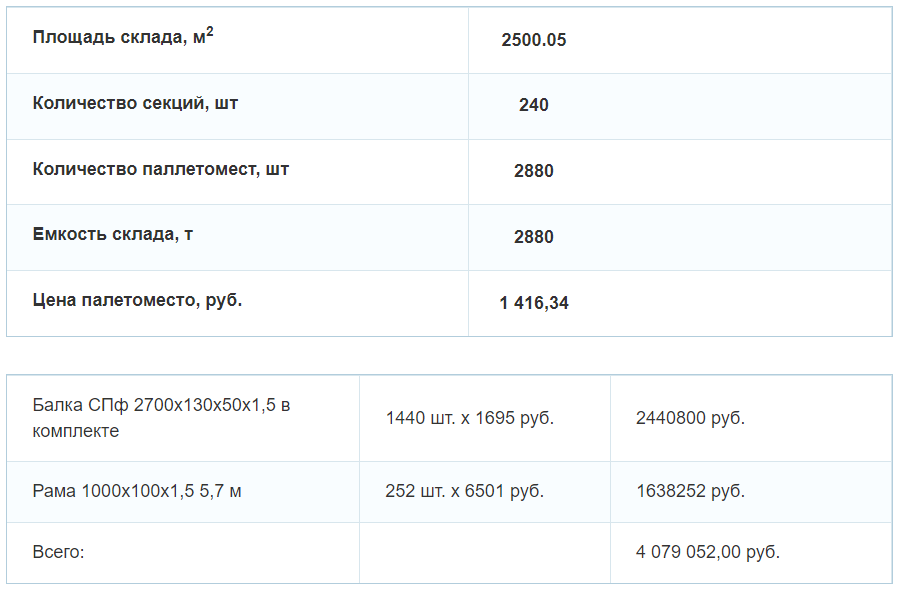 Площадь склада, м²
2500.05
Количество секций, шт
240
Количество паллетомест, шт
2880
Емкость склада, т
2880
Цена палетоместо, руб.
1 416,34
Балка СПф 2700х130х50х1,5 в
комплекте
1440 шт. х 1695 руб.
2440800 руб.
Рама 1000х100х1,5 5,7 м
252 шт. х 6501 руб.
1638252 руб.
Всего:
4 079 052,00 руб.